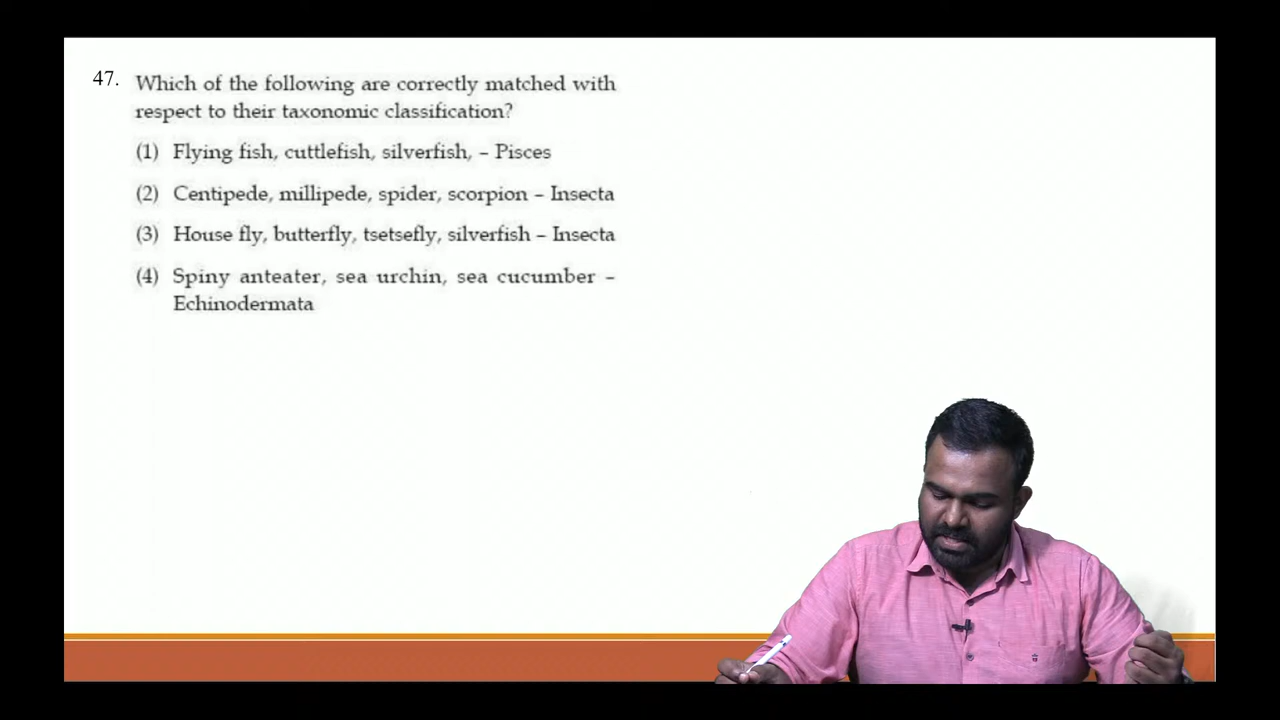 47. Which of the following are correctly matched with
respect to their taxonomic classification?
(1) Flying fish, cuttlefish, silverfish, – Pisces
(2) Centipede, millipede, spider, scorpion – Insecta
(3) House fly, butterfly, tsetsefly, silverfish – Insecta
(4) Spiny anteater, sea urchin, sea cucumber –
Echinodermata